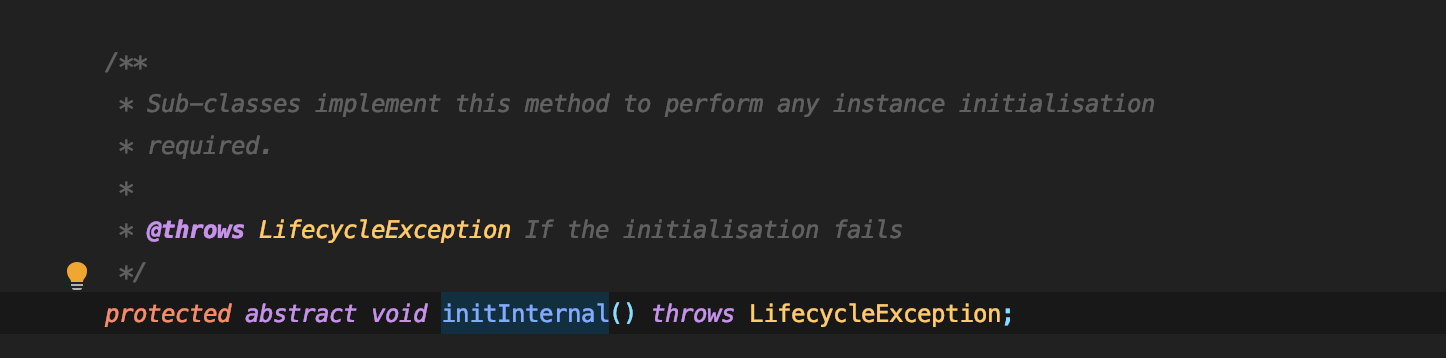 /**
* Sub-classes implement this method to perform any instance initialisation
* required.
*
* @throws LifecycleException If the initialisation fails
*/
protected abstract void initInternal() throws LifecycleException;